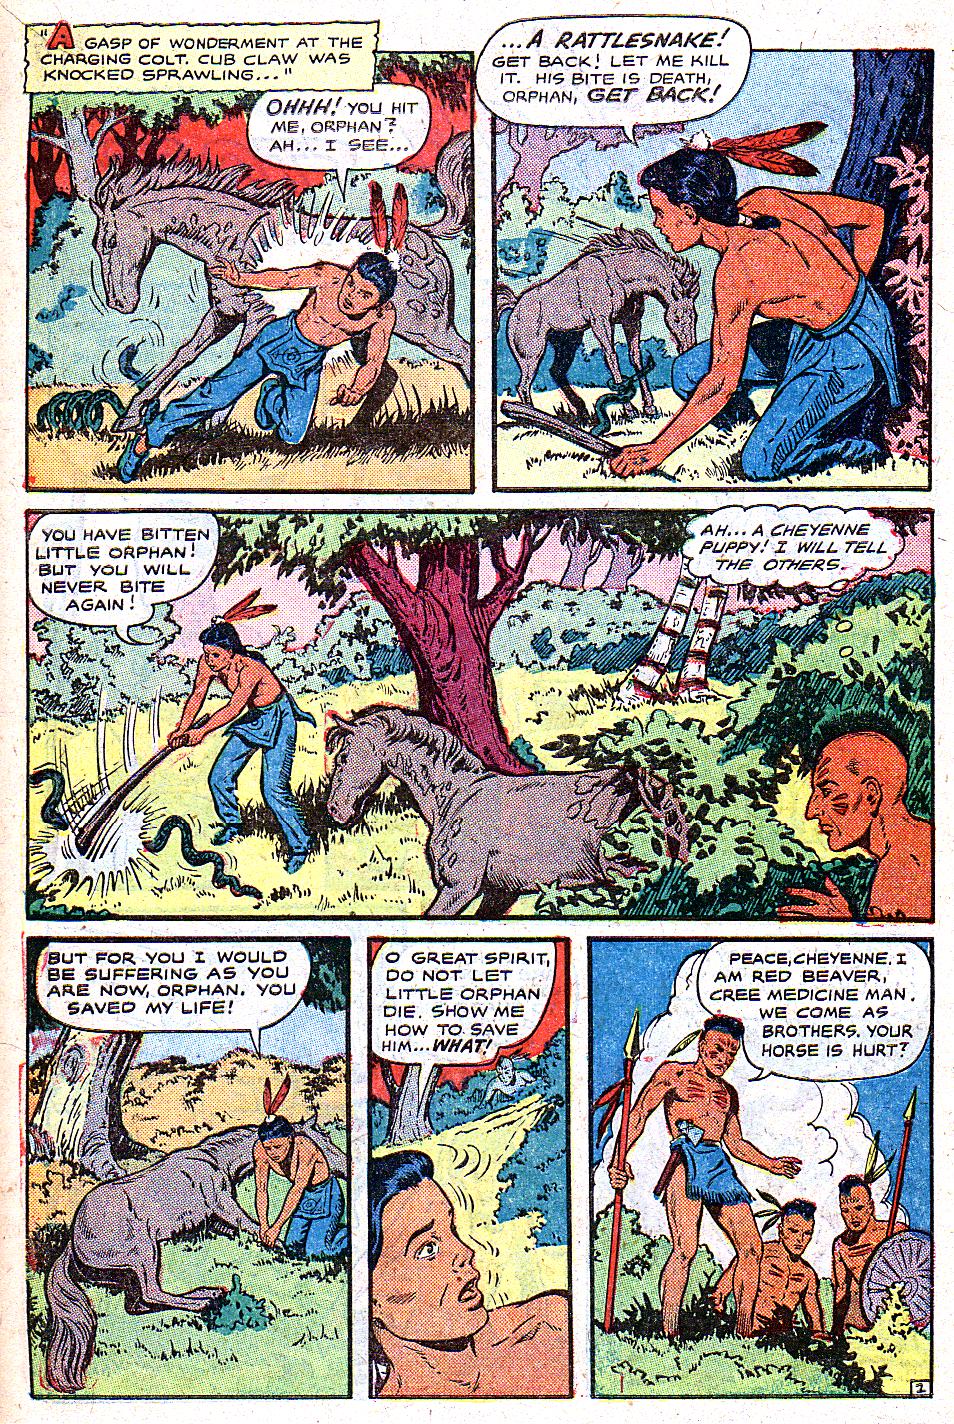 "A GASP OF WONDERMENT AT THE
CHARGING COLT. CUB CLAW WAS
KNOCKED SPRAWLING..."
OHHH! YOU HIT
ME, ORPHAN?
AH... I SEE...
...A RATTLESNAKE!
GET BACK! LET ME KILL
IT. HIS BITE IS DEATH,
ORPHAN, GET BACK!
YOU HAVE BITTEN
LITTLE ORPHAN!
BUT YOU WILL
NEVER BITE
AGAIN!
AH... A CHEYENNE
PUPPY! I WILL TELL
THE OTHERS.
BUT FOR YOU I WOULD
BE SUFFERING AS YOU
ARE NOW, ORPHAN. YOU
SAVED MY LIFE!
O GREAT SPIRIT,
DO NOT LET
LITTLE ORPHAN
DIE. SHOW ME
HOW TO SAVE
HIM... WHAT!
PEACE, CHEYENNE. I
AM RED BEAVER,
CREE MEDICINE MAN.
WE COME AS
BROTHERS. YOUR
HORSE IS HURT?
2